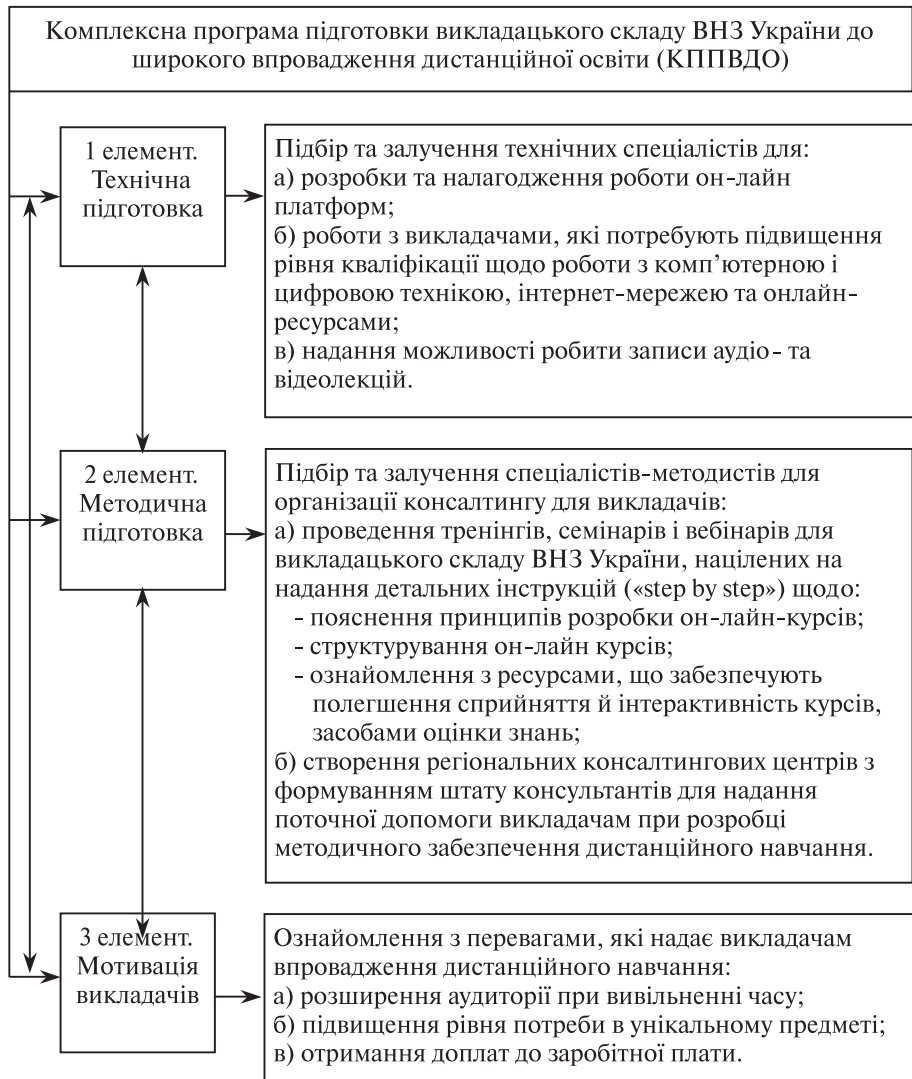 Комплексна програма підготовки викладацького складу ВНЗ України до
широкого впровадження дистанційної освіти (КППВДО)
1 елемент.
Технічна
підготовка
Підбір та залучення технічних спеціалістів для:
а) розробки та налагодження роботи он-лайн
платформ;
б) роботи з викладачами, які потребують підвищення
рівня кваліфікації щодо роботи з комп’ютерною і
цифровою технікою, інтернет-мережею та онлайн-
ресурсами;
в) надання можливості робити записи аудіо- та
відеолекцій.
2 елемент.
Методична
підготовка
Підбір та залучення спеціалістів-методистів для
організації консалтингу для викладачів:
а) проведення тренінгів, семінарів і вебінарів для
викладацького складу ВНЗ України, націлених на
надання детальних інструкцій («step by step») щодо:
- пояснення принципів розробки он-лайн-курсів;
- структурування он-лайн курсів;
- ознайомлення з ресурсами, що забезпечують
полегшення сприйняття й інтерактивність курсів,
засобами оцінки знань;
б) створення регіональних консалтингових центрів з
формуванням штату консультантів для надання
поточної допомоги викладачам при розробці
методичного забезпечення дистанційного навчання.
3 елемент.
Мотивація
викладачів
Ознайомлення з перевагами, які надає викладачам
впровадження дистанційного навчання:
а) розширення аудиторії при вивільненні часу;
б) підвищення рівня потреби в унікальному предметі;
в) отримання доплат до заробітної плати.